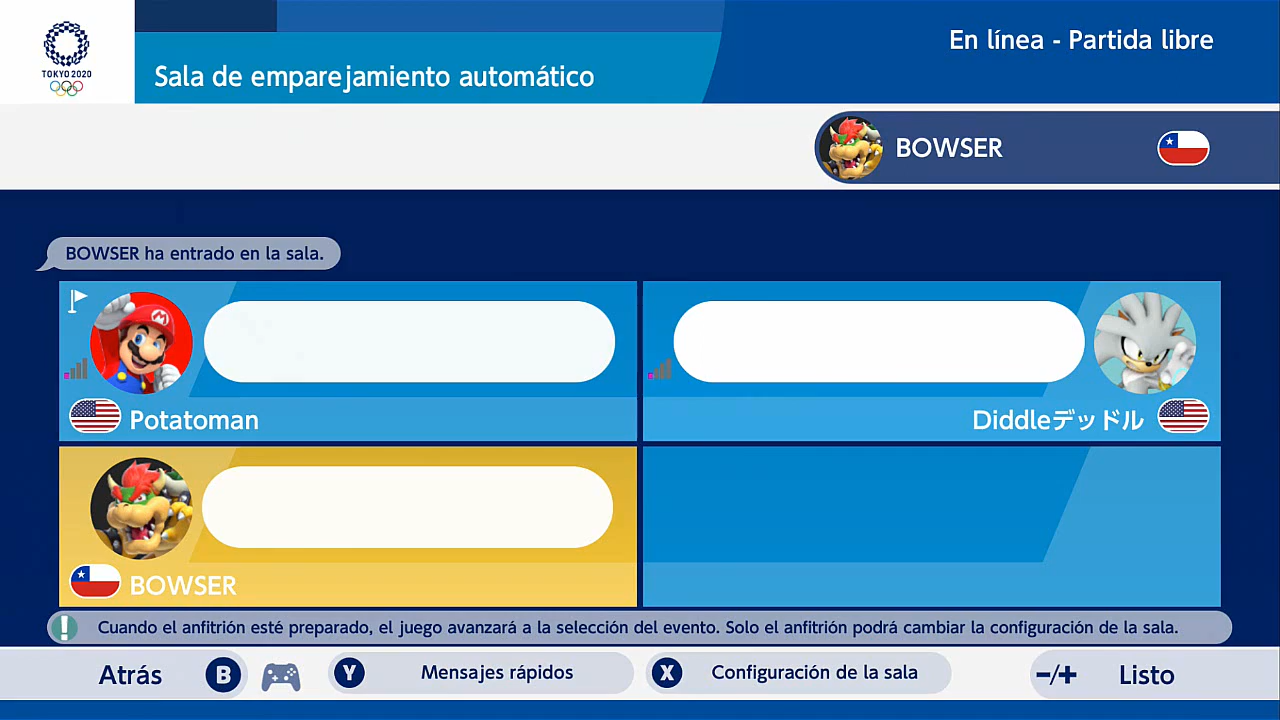 TOKYO 2020
Sala de emparejamiento automático
En línea - Partida libre
BOWSER
BOWSER ha entrado en la sala.
Potatoman
Diddleデッドル
BOWSER
! Cuando el anfitrión esté preparado, el juego avanzará a la selección del evento. Solo el anfitrión podrá cambiar la configuración de la sala.
Atrás B Y Mensajes rápidos X Configuración de la sala -/+ Listo